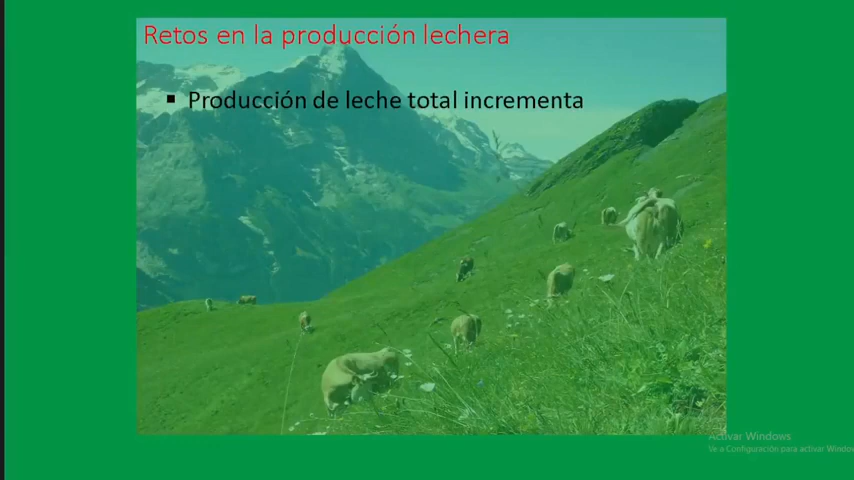 Retos en la producción lechera
▪ Producción de leche total incrementa
Activar Windows
Ve a Configuración para activar Windows